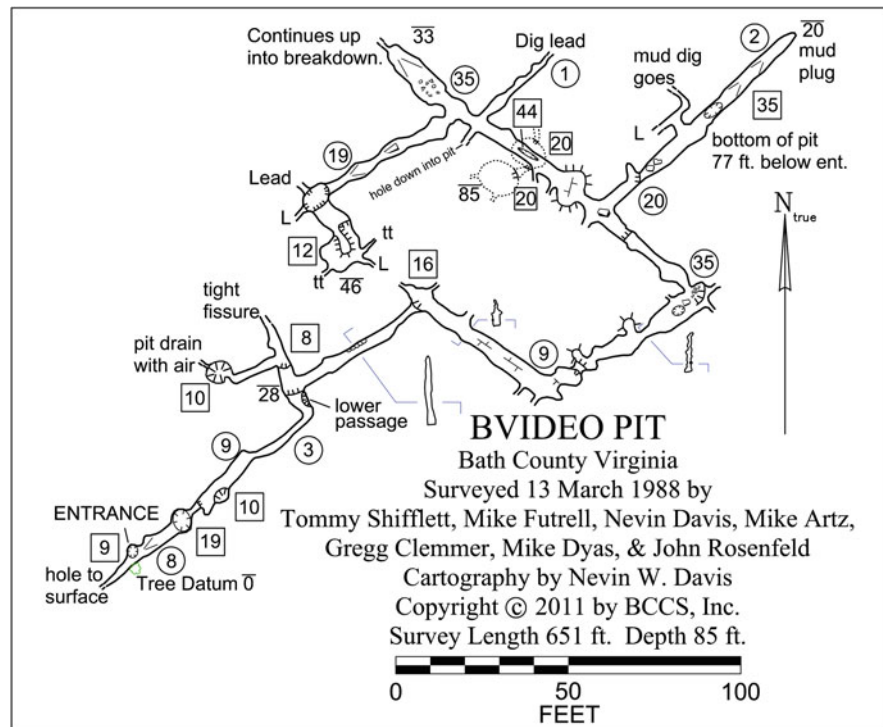 Continues up
into breakdown.
33
35
Dig lead
1
2
20
mud
plug
mud dig
goes
35
L
bottom of pit
77 ft. below ent.
44
20
19
hole down into pit
85
20
20
Lead
L
12
tt
tt
46
L
N
true
16
35
tight
fissure
8
pit drain
with air
10
28
9
lower
passage
3
9
10
ENTRANCE
9
19
8
hole to
surface
Tree Datum 0
BVIDEO PIT
Bath County Virginia
Surveyed 13 March 1988 by
Tommy Shifflett, Mike Futrell, Nevin Davis, Mike Artz,
Gregg Clemmer, Mike Dyas, & John Rosenfeld
Cartography by Nevin W. Davis
Copyright © 2011 by BCCS, Inc.
Survey Length 651 ft. Depth 85 ft.
0 50 100
FEET